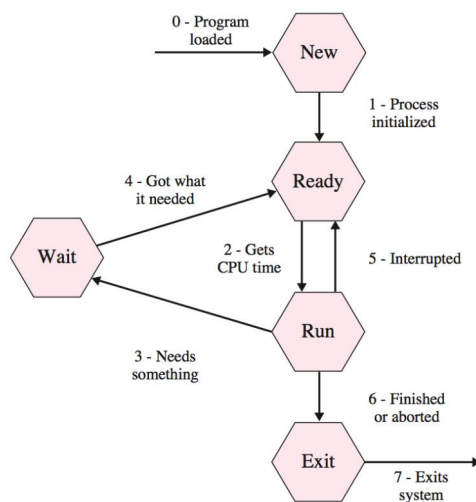 0 - Program
loaded
New
1 - Process
initialized
4 - Got what
it needed
Ready
Wait
2 - Gets
CPU time
5 - Interrupted
Run
3 - Needs
something
6 - Finished
or aborted
Exit
7 - Exits
system